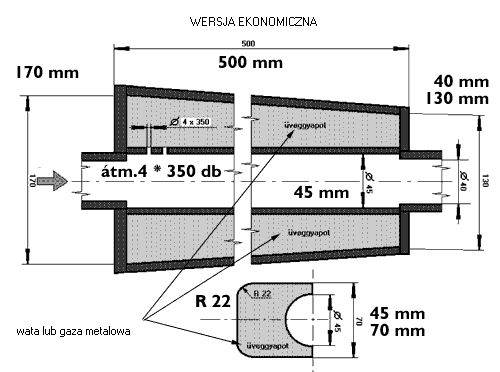 WERSJA EKONOMICZNA
500
500 mm
170 mm
40 mm
130 mm
Ø 4 x 350
üveggyapot
átm.4 * 350 db
45 mm
Ø 45
Ø 40
170
130
üveggyapot
R 22
R 22
45 mm
70 mm
Ø 45
70
üveggyapot
wata lub gaza metalowa